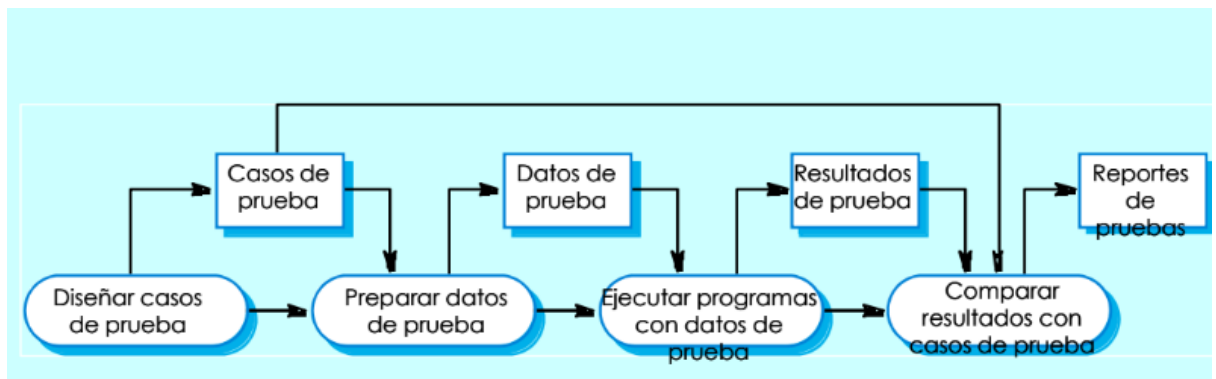 Casos de
prueba
Datos de
prueba
Resultados
de prueba
Reportes
de
pruebas
Diseñar casos
de prueba
Preparar datos
de prueba
Ejecutar programas
con datos de
prueba
Comparar
resultados con
casos de prueba